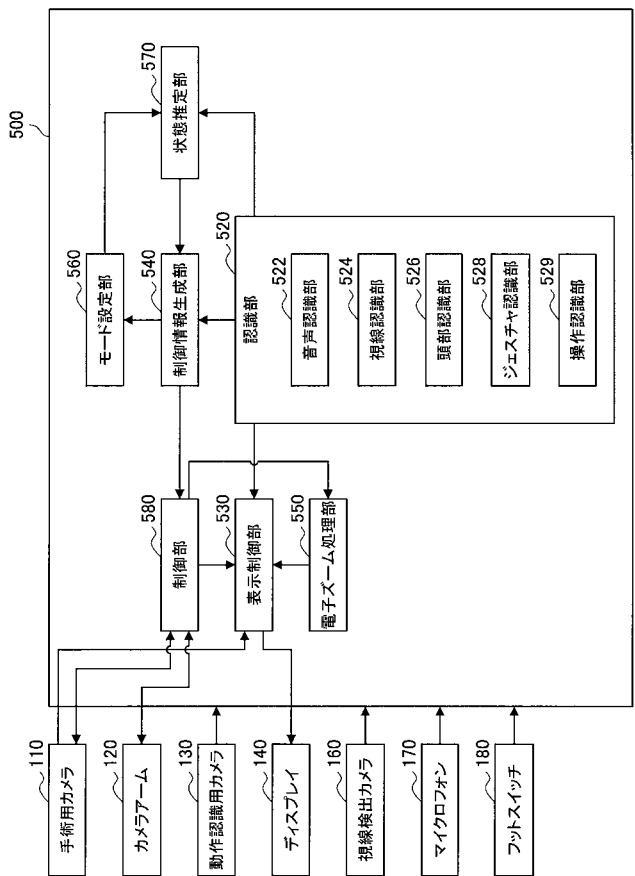 500
110
手術用カメラ
120
カメラアーム
130
動作認識用カメラ
140
ディスプレイ
160
視線検出カメラ
170
マイクロフォン
180
フットスイッチ
580
制御部
530
表示制御部
550
電子ズーム処理部
560
モード設定部
540
制御情報生成部
570
状態推定部
520
認識部
522
音声認識部
524
視線認識部
526
頭部認識部
528
ジェスチャ認識部
529
操作認識部